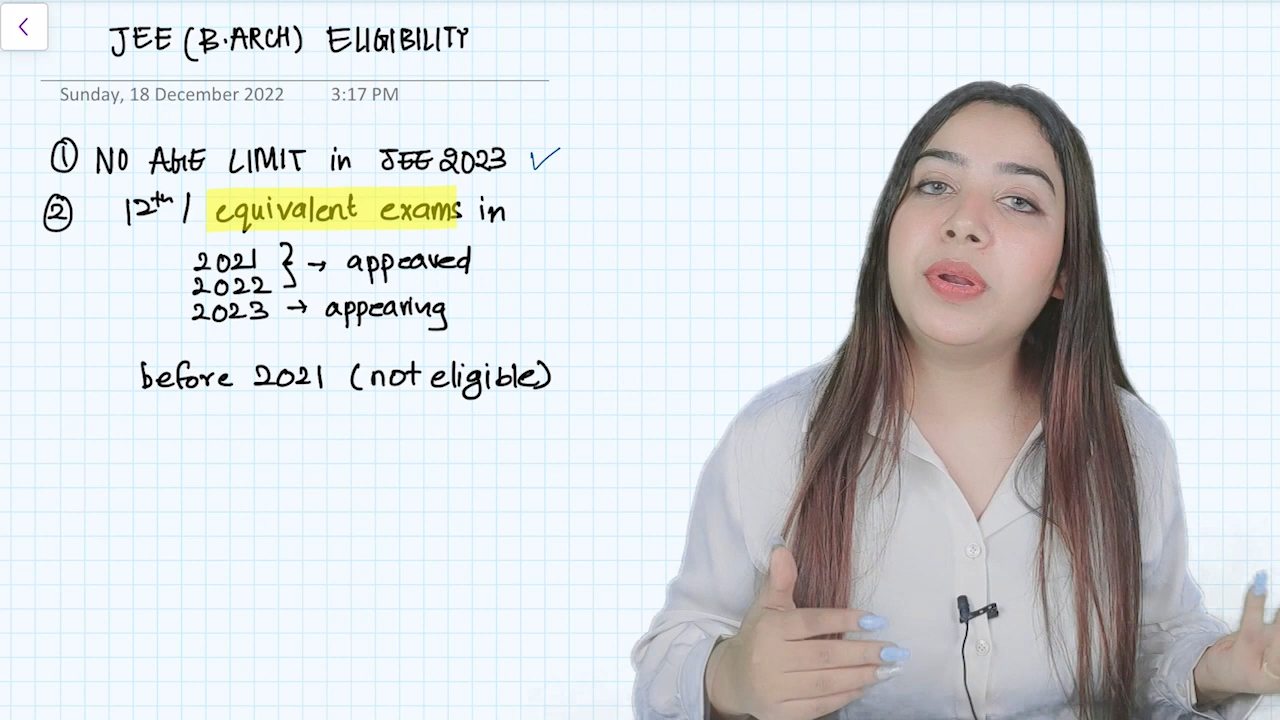 JEE (B.ARCH) ELIGIBILITY
Sunday, 18 December 2022 3:17 PM
① NO AGE LIMIT in JEE 2023 ✓
② 12th / equivalent exams in
2021 } → appeared
2022
2023 → appearing
before 2021 (not eligible)